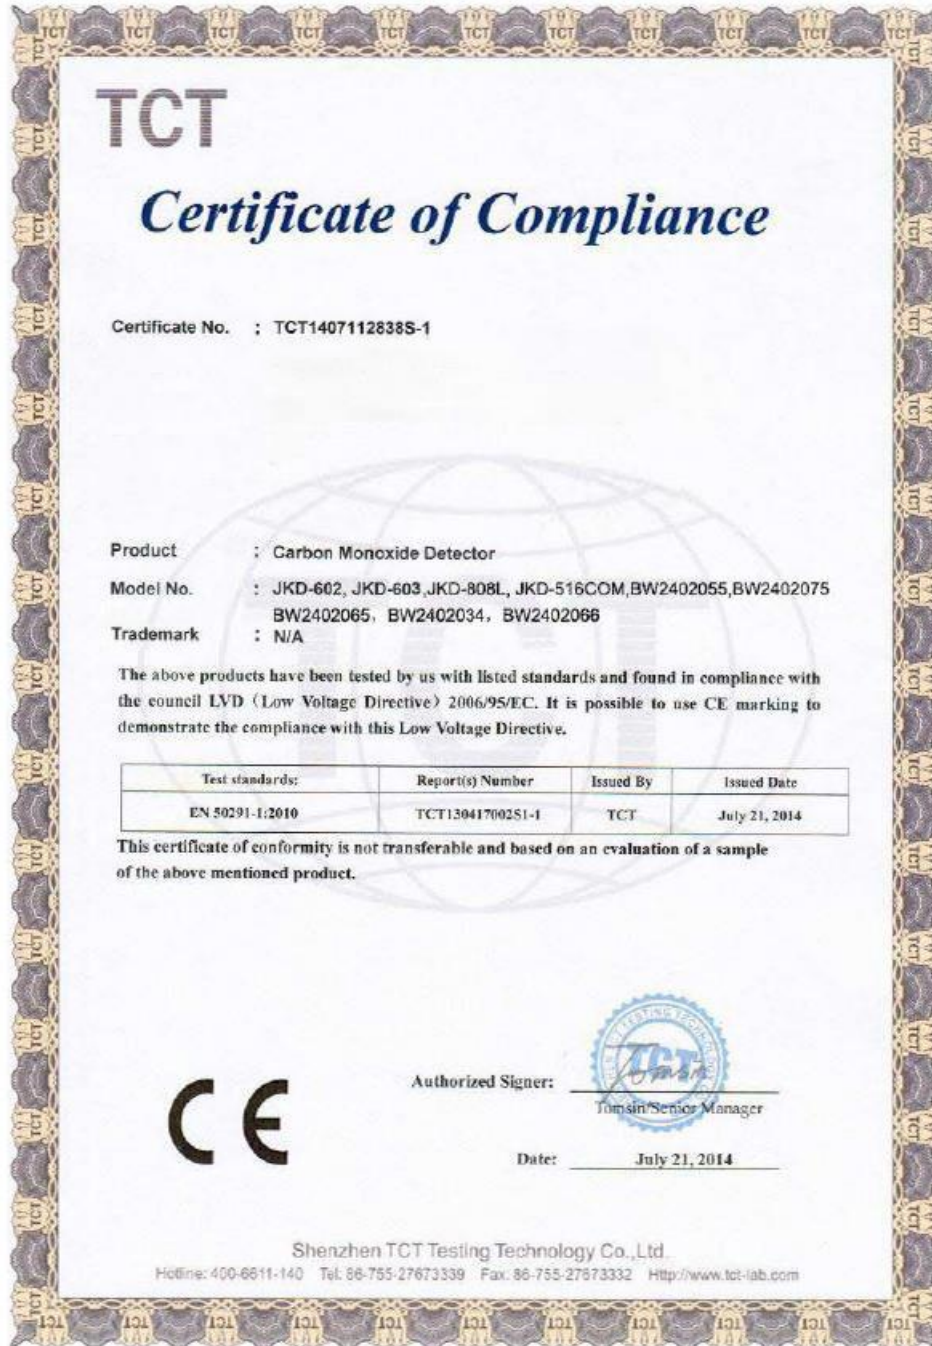 TCT
Certificate of Compliance
Certificate No. : TCT1407112838S-1
Product : Carbon Monoxide Detector
Model No. : JKD-602, JKD-603,JKD-808L, JKD-516COM,BW2402055,BW2402075
BW2402065, BW2402034, BW2402066
Trademark : N/A
The above products have been tested by us with listed standards and found in compliance with
the council LVD (Low Voltage Directive) 2006/95/EC. It is possible to use CE marking to
demonstrate the compliance with this Low Voltage Directive.
Test standards: Report(s) Number Issued By Issued Date
EN 50291-1:2010 TCT130417002S1-1 TCT July 21, 2014
This certificate of conformity is not transferable and based on an evaluation of a sample
of the above mentioned product.
TCT
CE
Authorized Signer: Tomsin
Tomsin/Senior Manager
Date: July 21, 2014
Shenzhen TCT Testing Technology Co.,Ltd.
Hotline: 400-6611-140 Tel: 86-755-27673339 Fax: 86-755-27673332 Http://www.tct-lab.com